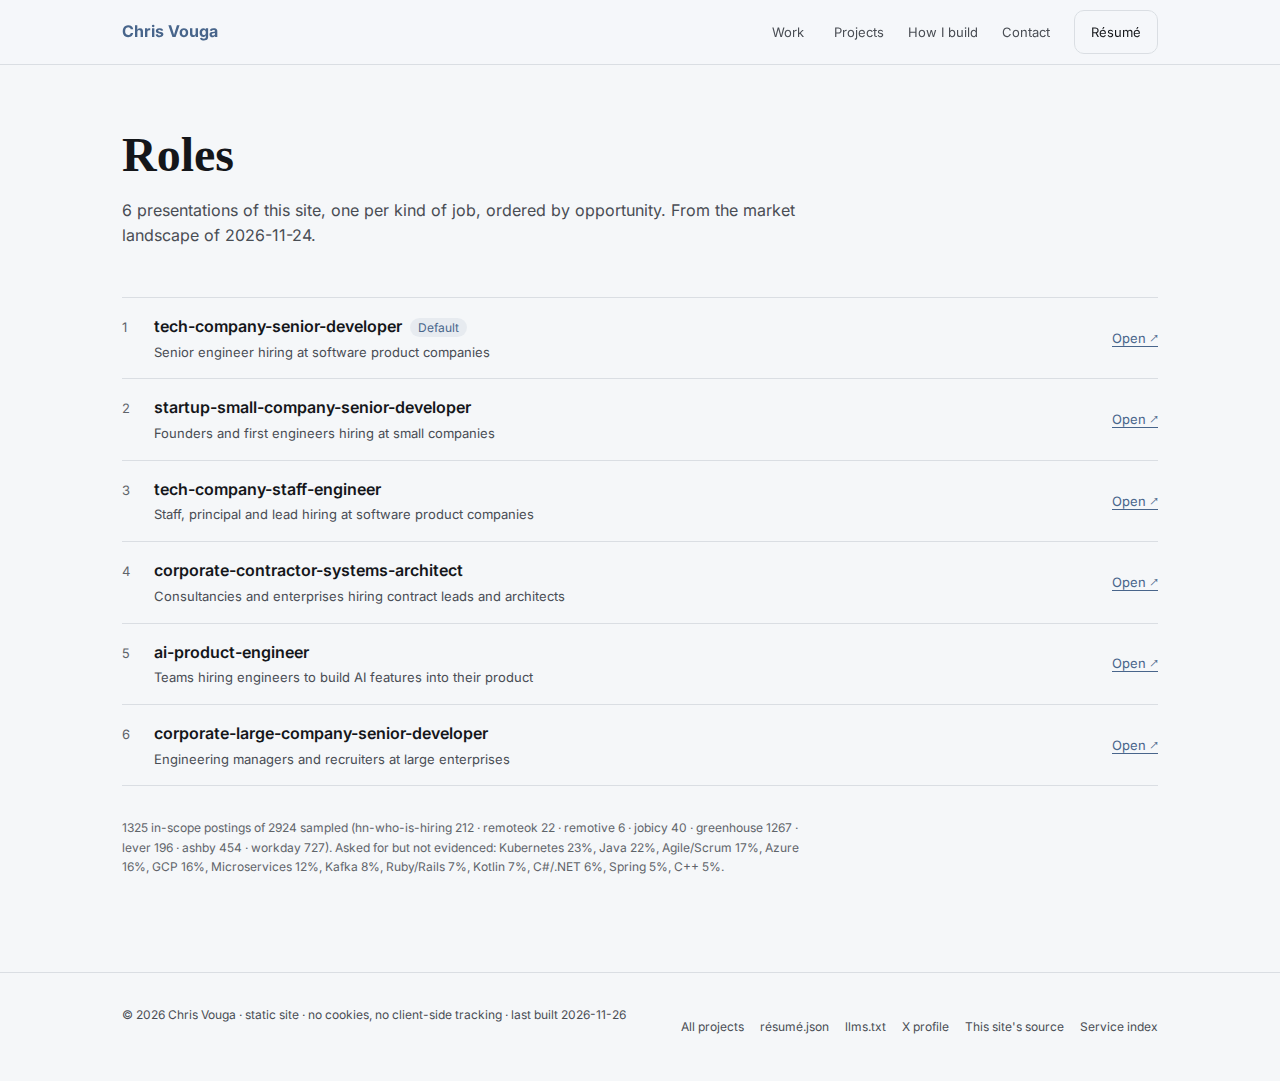 Chris Vouga
Work Projects How I build Contact Résumé
Roles
6 presentations of this site, one per kind of job, ordered by opportunity. From the market
landscape of 2026-11-24.
1 tech-company-senior-developer Default
Senior engineer hiring at software product companies
Open ↗
2 startup-small-company-senior-developer
Founders and first engineers hiring at small companies
Open ↗
3 tech-company-staff-engineer
Staff, principal and lead hiring at software product companies
Open ↗
4 corporate-contractor-systems-architect
Consultancies and enterprises hiring contract leads and architects
Open ↗
5 ai-product-engineer
Teams hiring engineers to build AI features into their product
Open ↗
6 corporate-large-company-senior-developer
Engineering managers and recruiters at large enterprises
Open ↗
1325 in-scope postings of 2924 sampled (hn-who-is-hiring 212 · remoteok 22 · remotive 6 · jobicy 40 · greenhouse 1267 ·
lever 196 · ashby 454 · workday 727). Asked for but not evidenced: Kubernetes 23%, Java 22%, Agile/Scrum 17%, Azure
16%, GCP 16%, Microservices 12%, Kafka 8%, Ruby/Rails 7%, Kotlin 7%, C#/.NET 6%, Spring 5%, C++ 5%.
© 2026 Chris Vouga · static site · no cookies, no client-side tracking · last built 2026-11-26
All projects résumé.json llms.txt X profile This site's source Service index